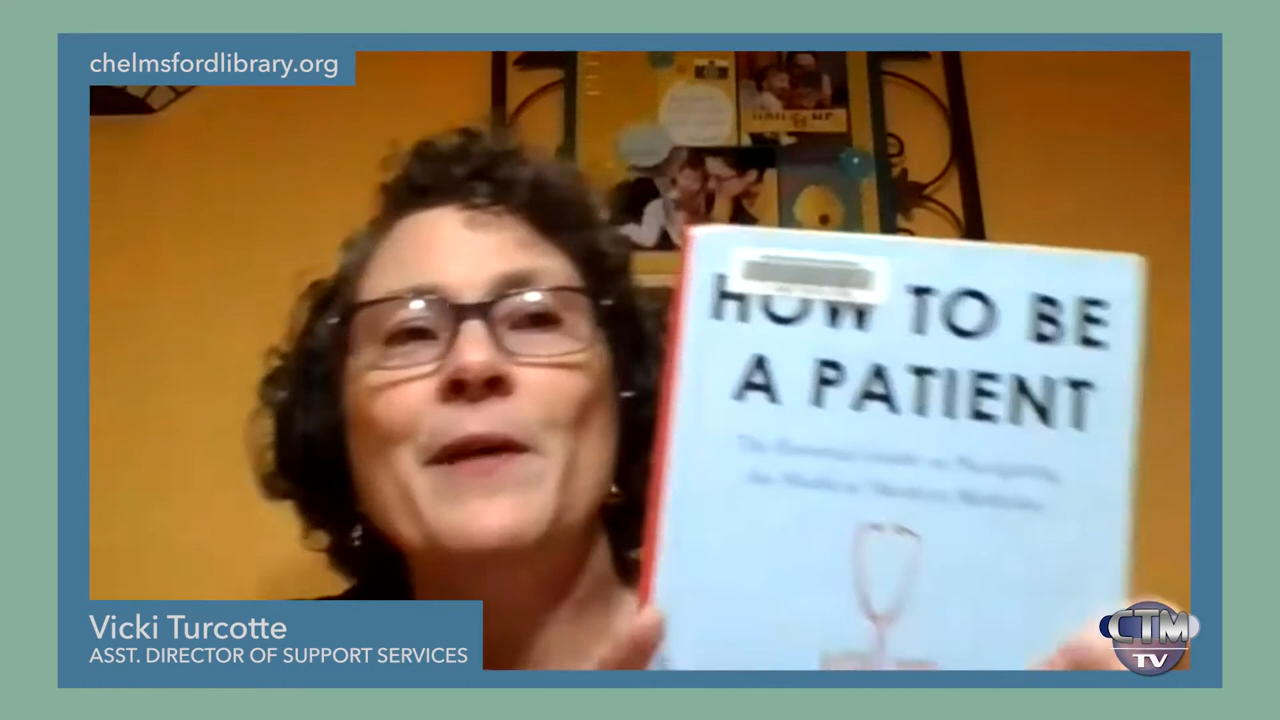 chelmsfordlibrary.org
HOW TO BE
A PATIENT
Vicki Turcotte
ASST. DIRECTOR OF SUPPORT SERVICES
CTM
TV